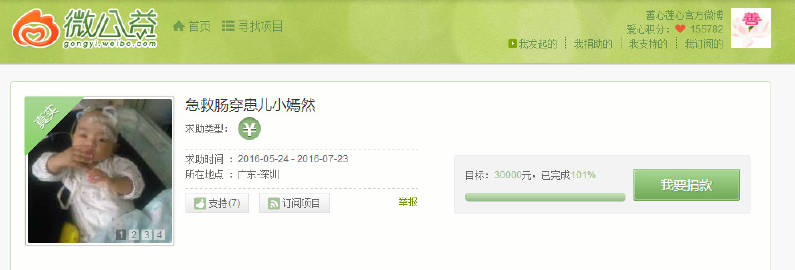 微公益
gongyi.weibo.com
首页
寻找项目
善心莲心官方微博
爱心积分：155782
我发起的
我捐助的
我支持的
我订阅的
善
真实
急救肠穿患儿小嫣然
求助类型：
¥
求助时间：2016-05-24 - 2016-07-23
所在地点：广东-深圳
支持(7)
订阅项目
举报
1 2 3 4
目标：30000元，已完成101%
我要捐款